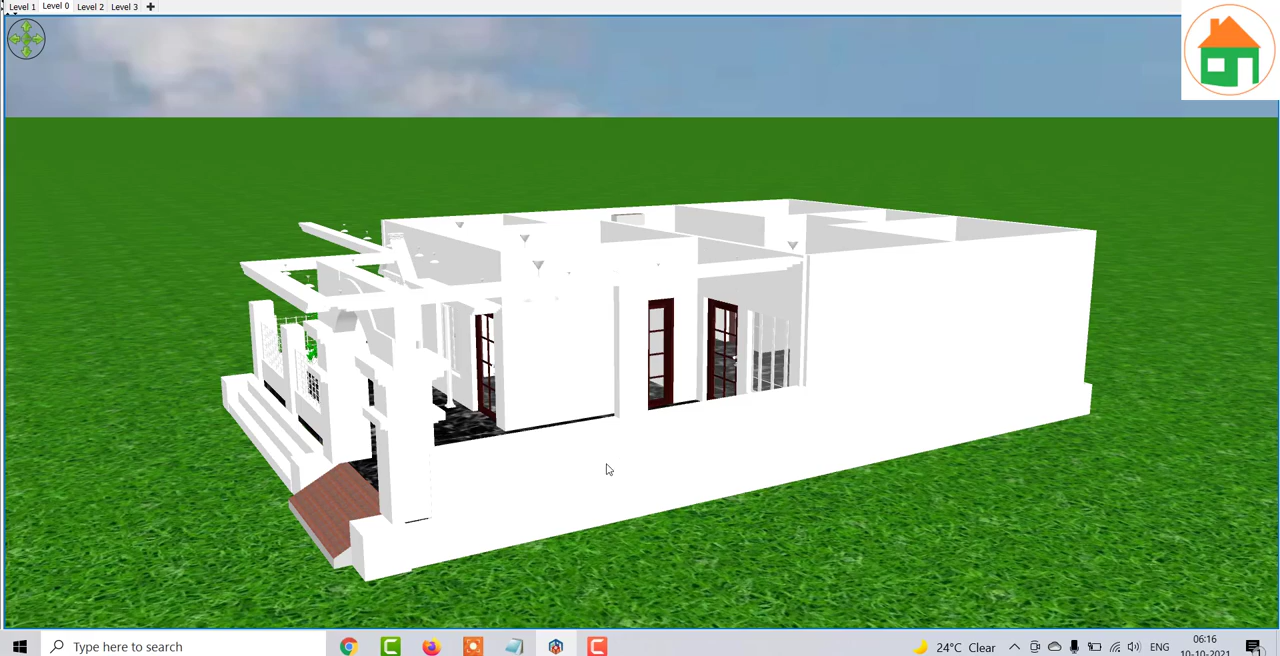 Level 1 Level 0 Level 2 Level 3
Type here to search
24°C Clear
ENG
06:16
10-10-2021
1